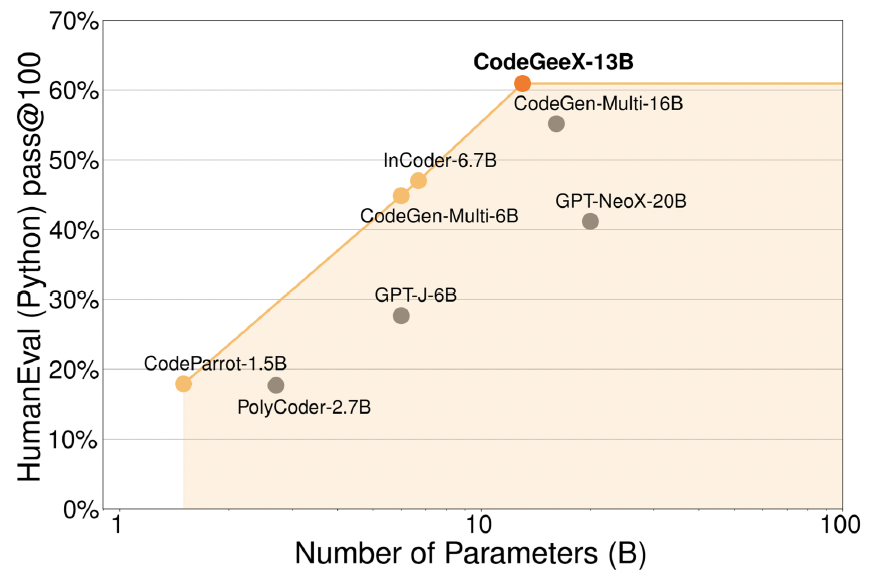 HumanEval (Python) pass@100
70%
60%
50%
40%
30%
20%
10%
0%
CodeGeeX-13B
CodeGen-Multi-16B
InCoder-6.7B
GPT-NeoX-20B
CodeGen-Multi-6B
GPT-J-6B
CodeParrot-1.5B
PolyCoder-2.7B
1
10
100
Number of Parameters (B)